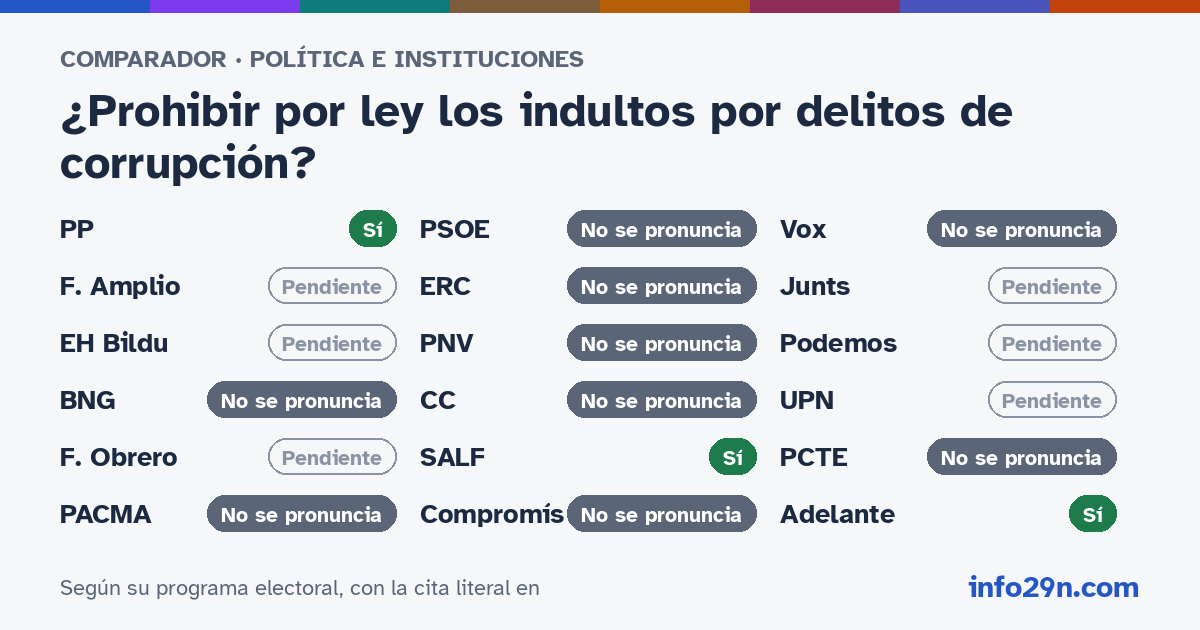 COMPARADOR · POLÍTICA E INSTITUCIONES
¿Prohibir por ley los indultos por delitos de
corrupción?
PP Sí PSOE No se pronuncia Vox No se pronuncia
F. Amplio Pendiente ERC No se pronuncia Junts Pendiente
EH Bildu Pendiente PNV No se pronuncia Podemos Pendiente
BNG No se pronuncia CC No se pronuncia UPN Pendiente
F. Obrero Pendiente SALF Sí PCTE No se pronuncia
PACMA No se pronuncia Compromís No se pronuncia Adelante Sí
Según su programa electoral, con la cita literal en info29n.com